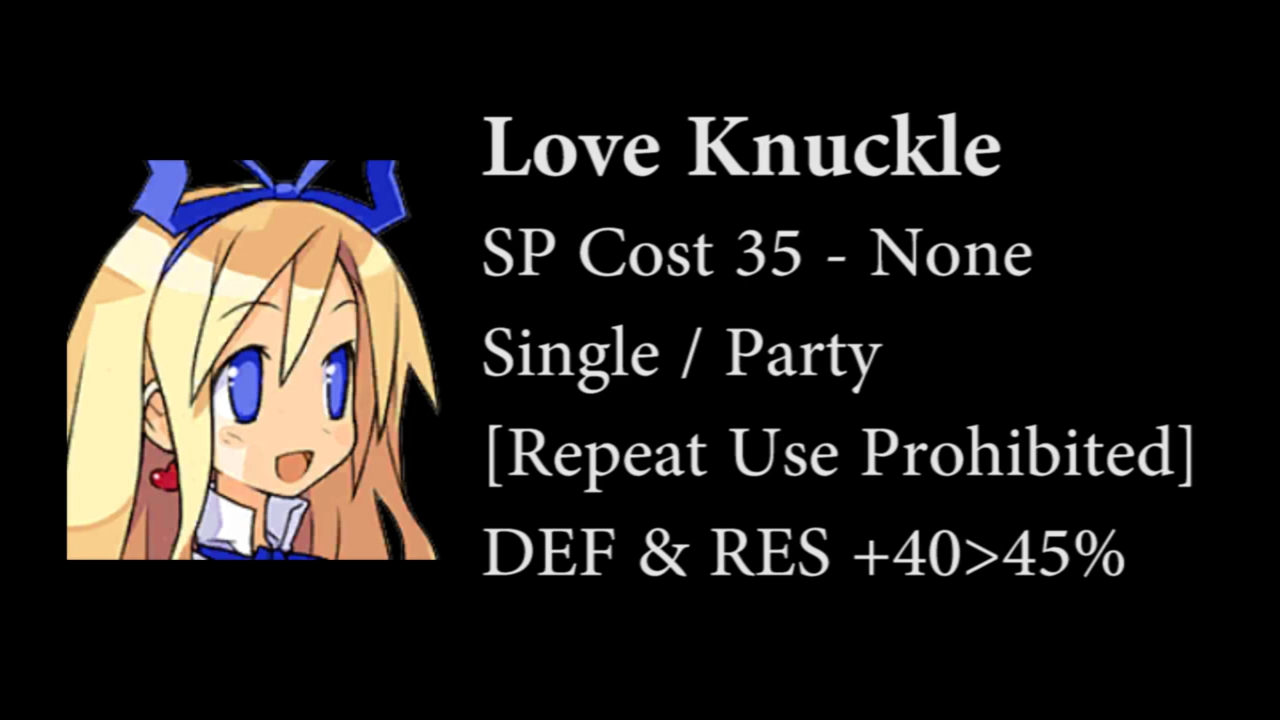 Love Knuckle
SP Cost 35 - None
Single / Party
[Repeat Use Prohibited]
DEF & RES +40>45%